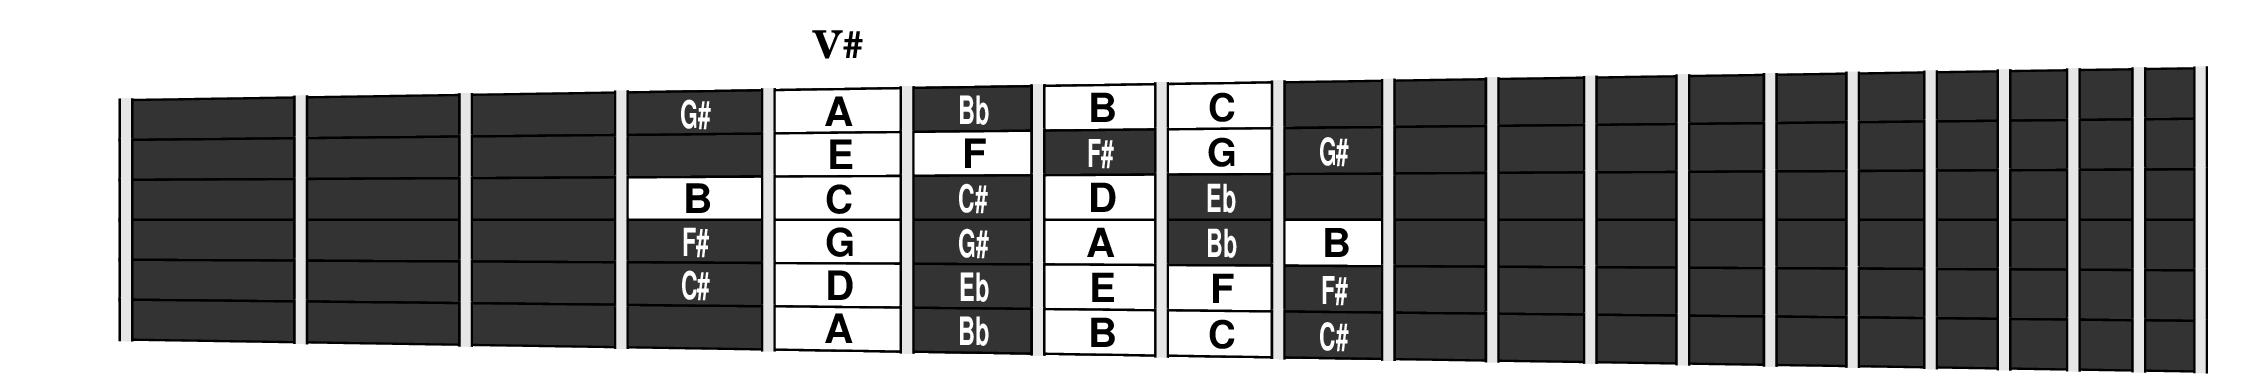 V#
G# A Bb B C
E F F# G G#
B C C# D Eb
F# G G# A Bb B
C# D Eb E F F#
A Bb B C C#